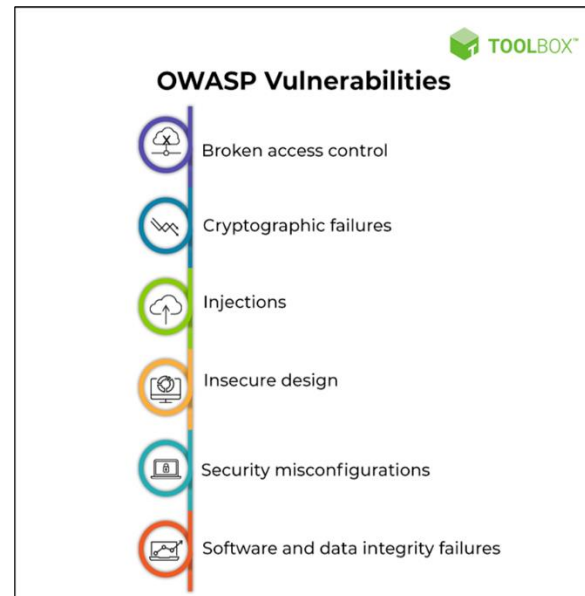 TOOLBOX™
OWASP Vulnerabilities
Broken access control
Cryptographic failures
Injections
Insecure design
Security misconfigurations
Software and data integrity failures